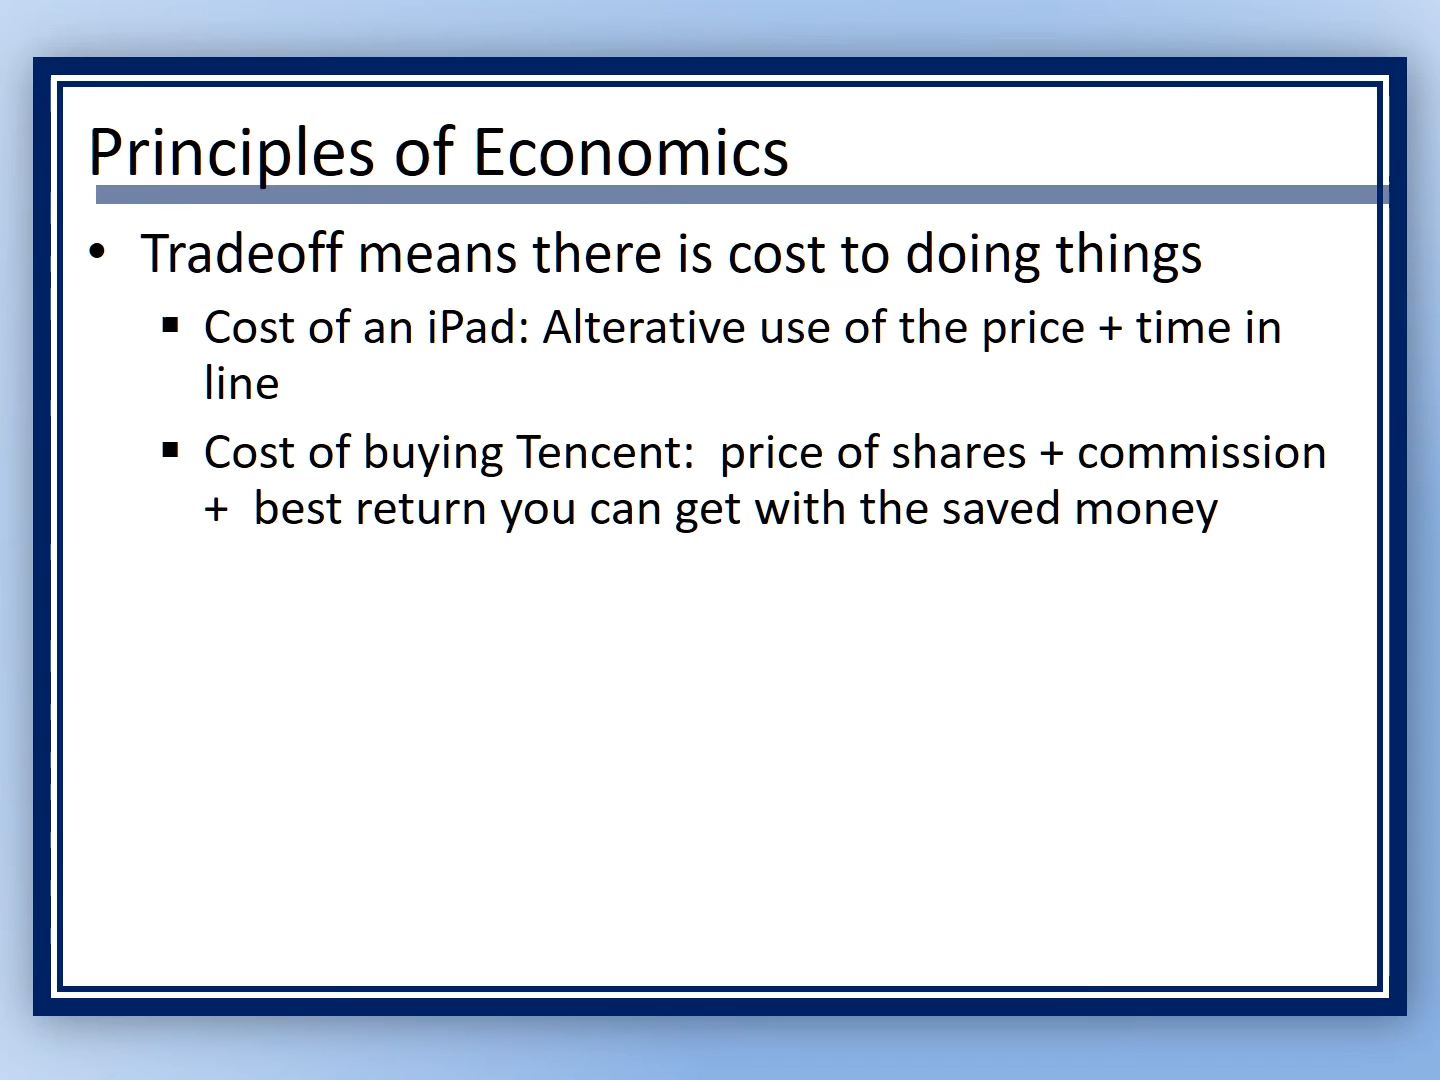 Principles of Economics
• Tradeoff means there is cost to doing things
▪ Cost of an iPad: Alterative use of the price + time in
line
▪ Cost of buying Tencent:  price of shares + commission
+  best return you can get with the saved money